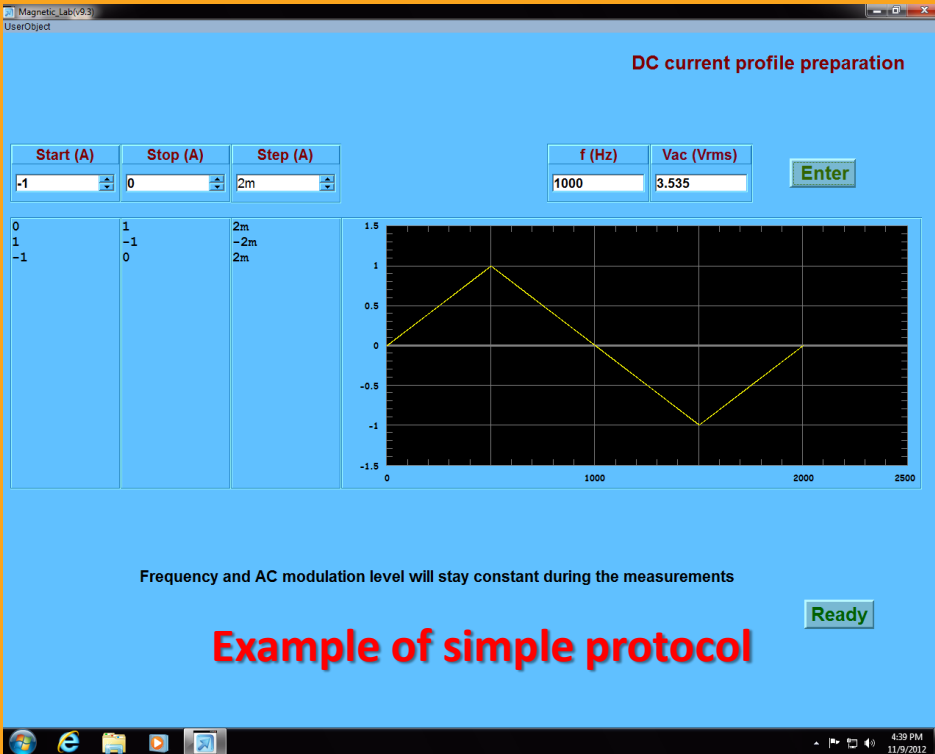 Magnetic_Lab(v9.3)
UserObject
DC current profile preparation
Start (A) Stop (A) Step (A) f (Hz) Vac (Vrms)
-1 0 2m 1000 3.535 Enter
0 1 2m
1 -1 -2m
-1 0 2m
1.5
1
0.5
0
-0.5
-1
-1.5
0 1000 2000 2500
Frequency and AC modulation level will stay constant during the measurements
Ready
Example of simple protocol
4:39 PM
11/9/2012